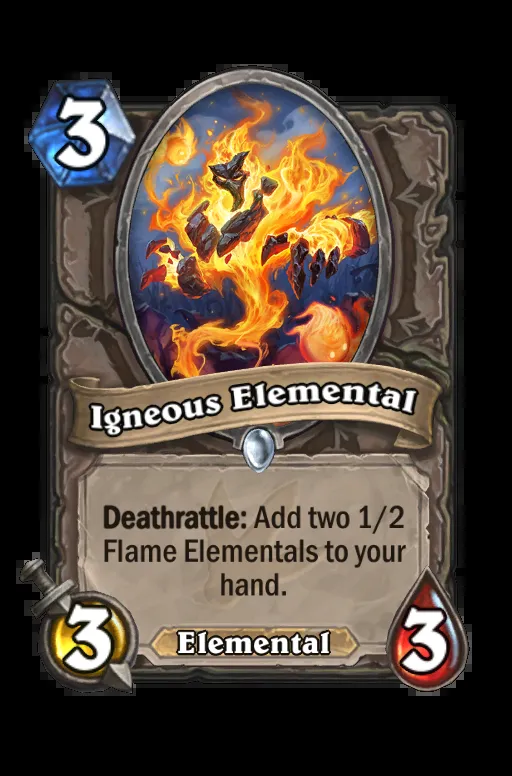 3
Igneous Elemental
Deathrattle: Add two 1/2
Flame Elementals to your
hand.
3
Elemental
3